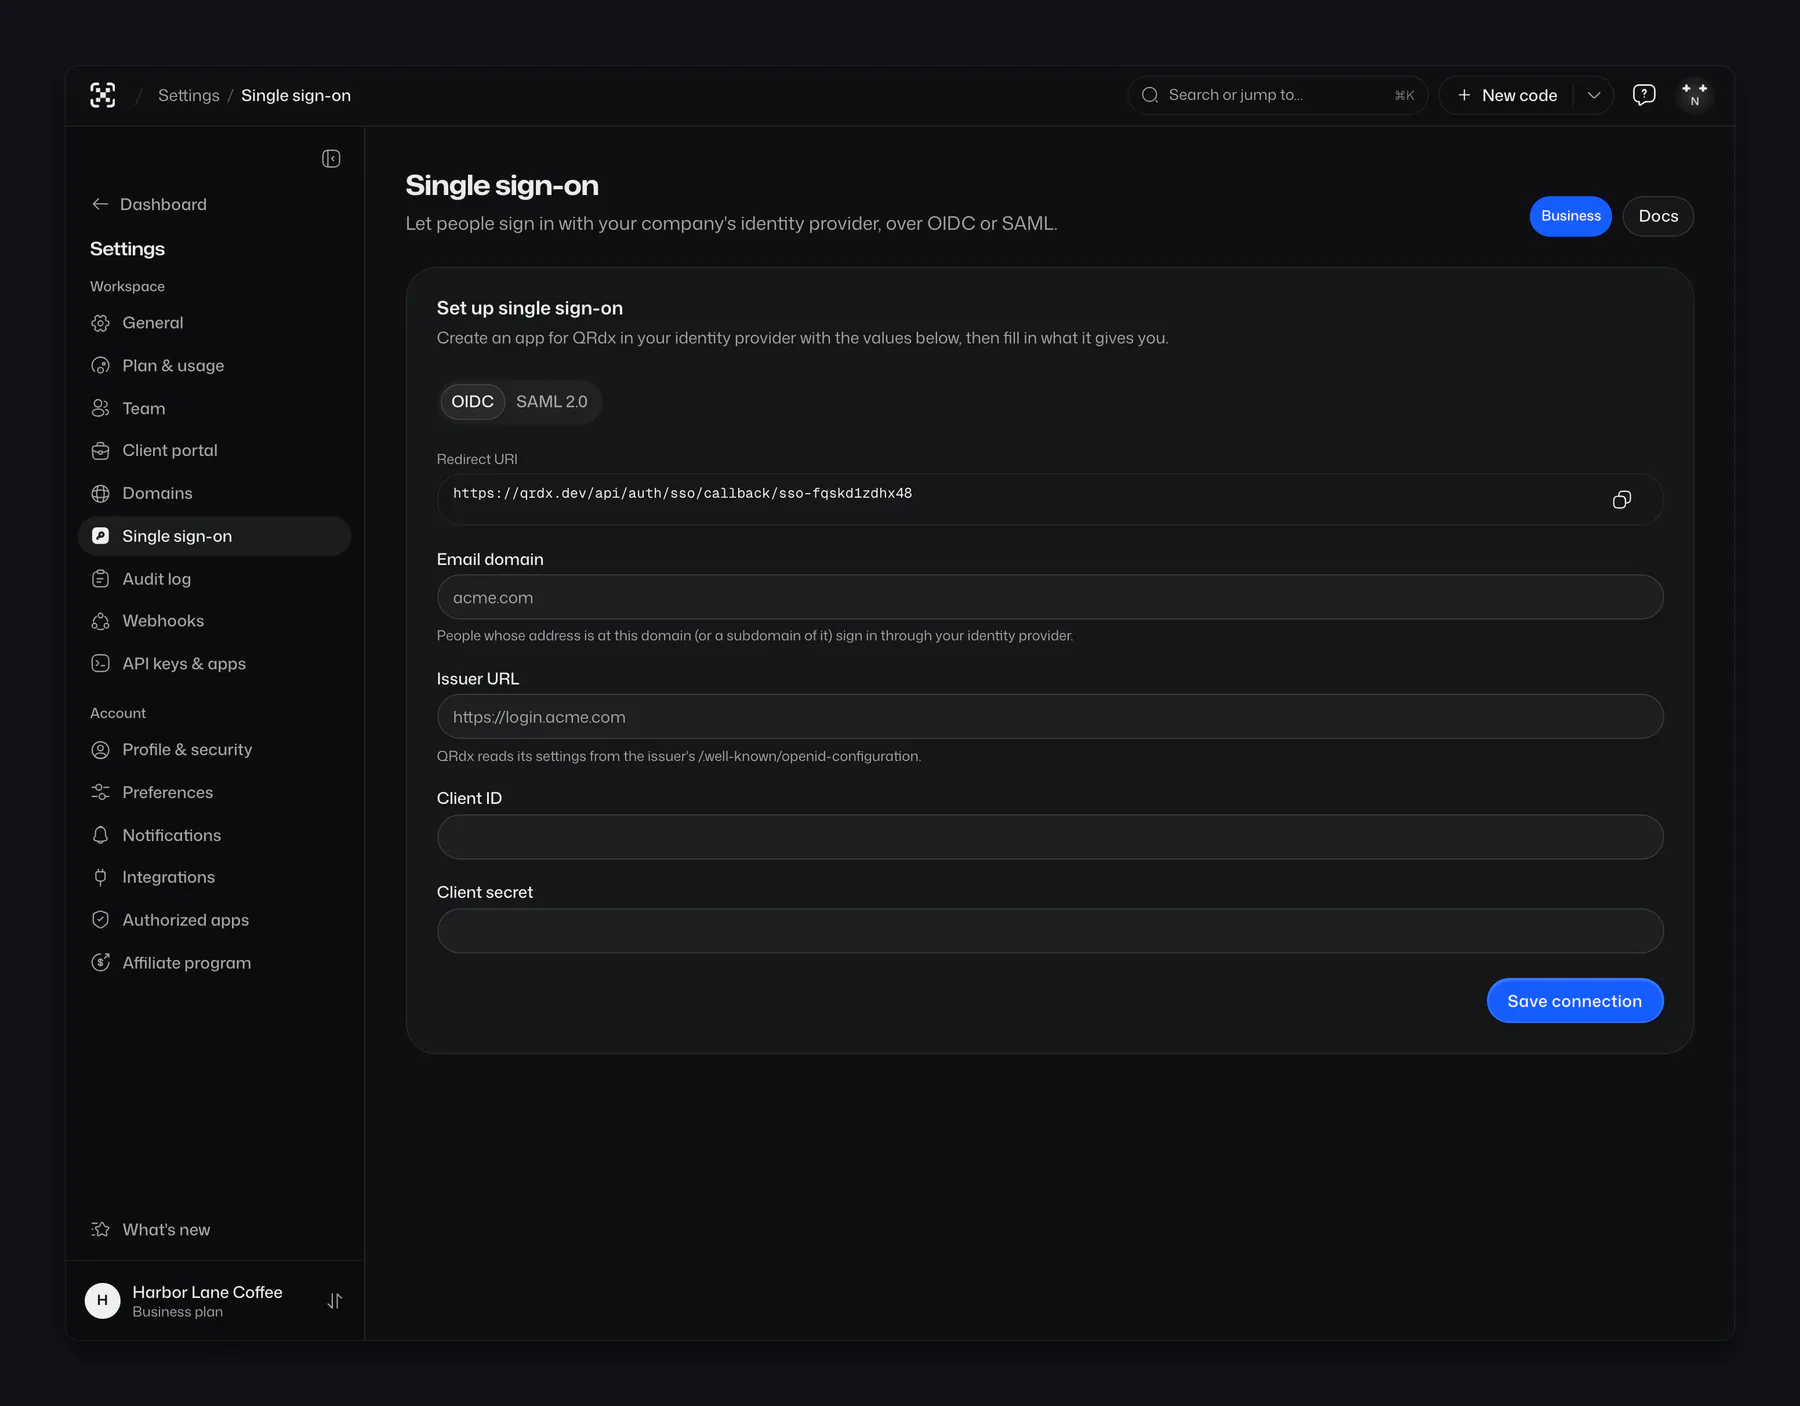 / Settings / Single sign-on
Search or jump to... ⌘K
+ New code
?
N
Dashboard
Settings
Workspace
General
Plan & usage
Team
Client portal
Domains
Single sign-on
Audit log
Webhooks
API keys & apps
Account
Profile & security
Preferences
Notifications
Integrations
Authorized apps
Affiliate program
What's new
H
Harbor Lane Coffee
Business plan
Single sign-on
Let people sign in with your company's identity provider, over OIDC or SAML.
Business
Docs
Set up single sign-on
Create an app for QRdx in your identity provider with the values below, then fill in what it gives you.
OIDC SAML 2.0
Redirect URI
https://qrdx.dev/api/auth/sso/callback/sso-fqskd1zdhx48
Email domain
acme.com
People whose address is at this domain (or a subdomain of it) sign in through your identity provider.
Issuer URL
https://login.acme.com
QRdx reads its settings from the issuer's /.well-known/openid-configuration.
Client ID
Client secret
Save connection